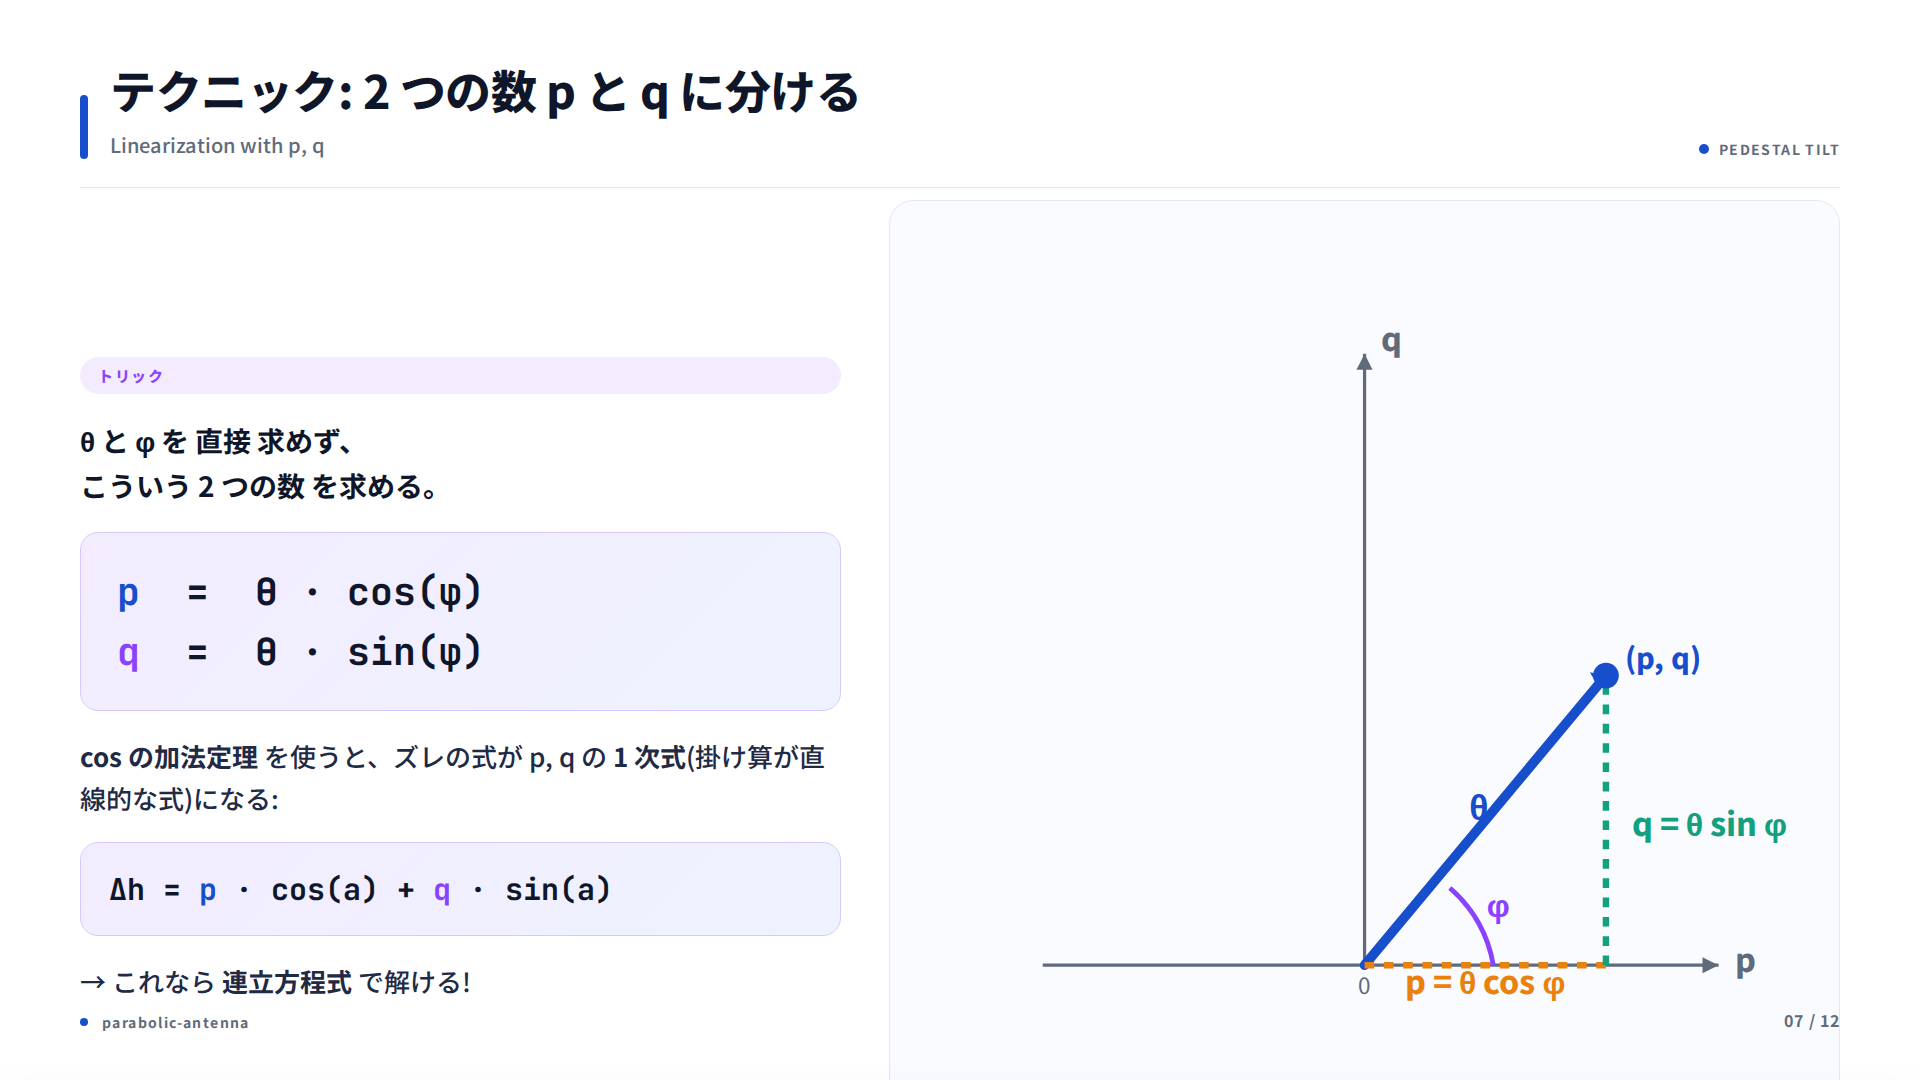 テクニック: 2 つの数 p と q に分ける
Linearization with p, q
PEDESTAL TILT
トリック
θ と φ を 直接 求めず、
こういう 2 つの数 を求める。
p = θ · cos(φ)
q = θ · sin(φ)
cos の加法定理 を使うと、ズレの式が p, q の 1 次式(掛け算が直
線的な式)になる:
Δh = p · cos(a) + q · sin(a)
→ これなら 連立方程式 で解ける!
q
(p, q)
θ
q = θ sin φ
φ
p
0
p = θ cos φ
parabolic-antenna
07 / 12